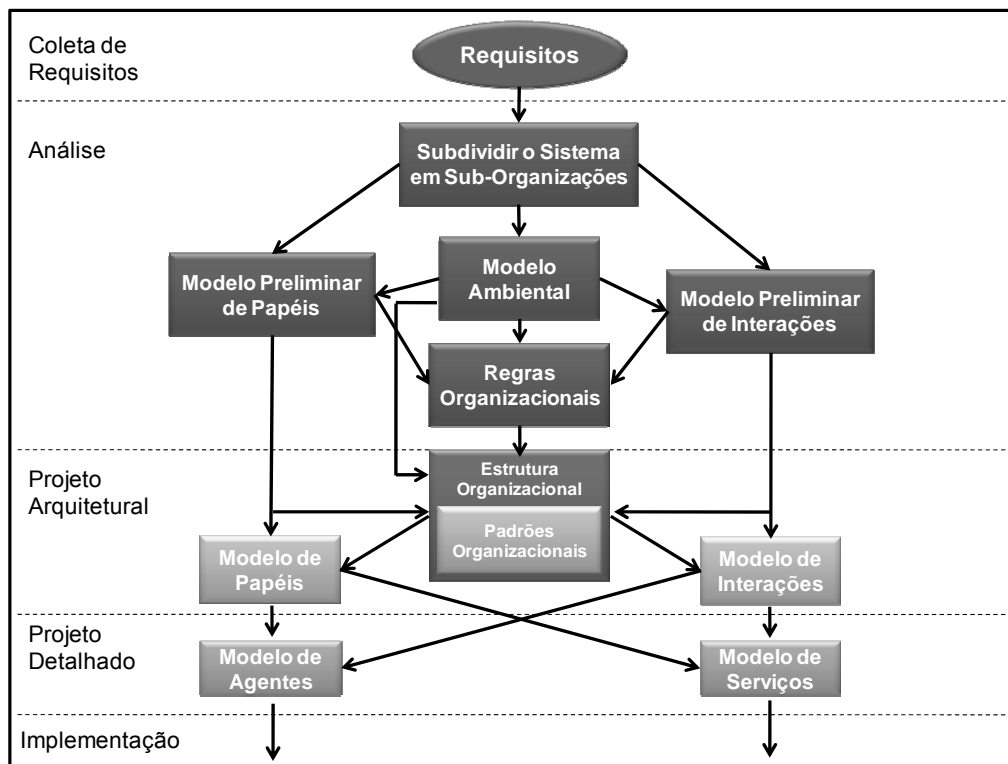 Coleta de
Requisitos
Requisitos
Análise
Subdividir o Sistema
em Sub-Organizações
Modelo Preliminar
de Papéis
Modelo
Ambiental
Modelo Preliminar
de Interações
Regras
Organizacionais
Projeto
Arquitetural
Estrutura
Organizacional
Padrões
Organizacionais
Modelo de
Papéis
Modelo de
Interações
Projeto
Detalhado
Modelo de
Agentes
Modelo de
Serviços
Implementação